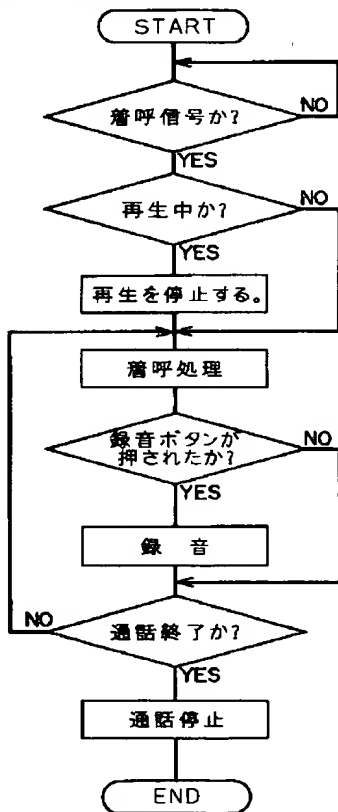 START
着呼信号か?
NO
YES
再生中か?
NO
YES
再生を停止する。
着呼処理
録音ボタンが
押されたか?
NO
YES
録 音
通話終了か?
NO
YES
通話停止
END